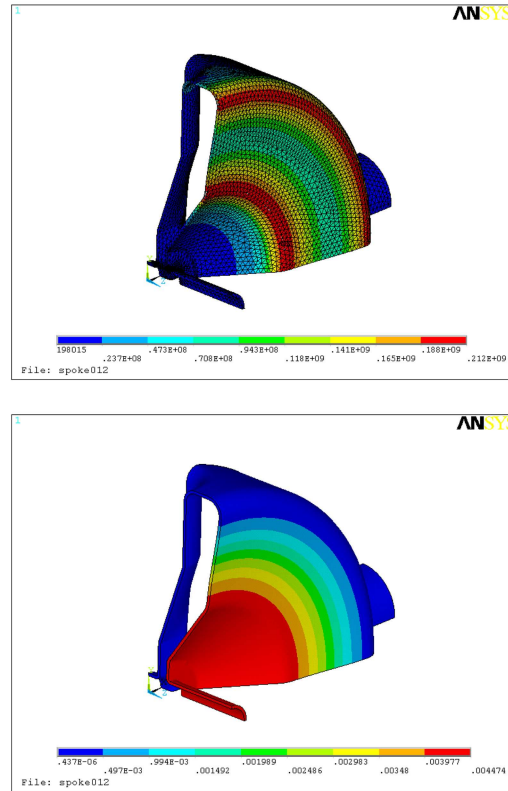 1
ANSYS
198015 .473E+08 .943E+08 .141E+09 .188E+09
.237E+08 .708E+08 .118E+09 .165E+09 .212E+09
File: spoke012
1
ANSYS
.437E-06 .994E-03 .001989 .002983 .003977
.497E-03 .001492 .002486 .00348 .004474
File: spoke012